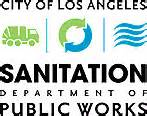 CITY OF LOS ANGELES
SANITATION
DEPARTMENT OF
PUBLIC WORKS